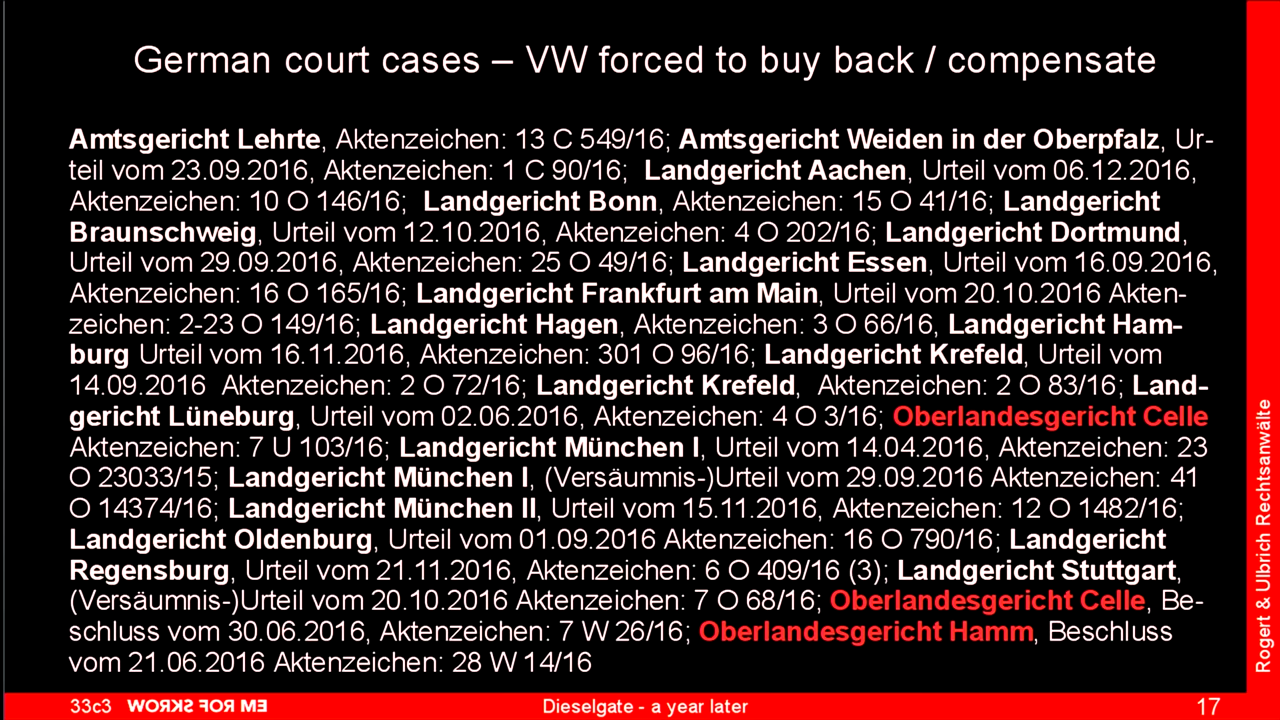 German court cases – VW forced to buy back / compensate
Amtsgericht Lehrte, Aktenzeichen: 13 C 549/16; Amtsgericht Weiden in der Oberpfalz, Ur-
teil vom 23.09.2016, Aktenzeichen: 1 C 90/16; Landgericht Aachen, Urteil vom 06.12.2016,
Aktenzeichen: 10 O 146/16; Landgericht Bonn, Aktenzeichen: 15 O 41/16; Landgericht
Braunschweig, Urteil vom 12.10.2016, Aktenzeichen: 4 O 202/16; Landgericht Dortmund,
Urteil vom 29.09.2016, Aktenzeichen: 25 O 49/16; Landgericht Essen, Urteil vom 16.09.2016,
Aktenzeichen: 16 O 165/16; Landgericht Frankfurt am Main, Urteil vom 20.10.2016 Akten-
zeichen: 2-23 O 149/16; Landgericht Hagen, Aktenzeichen: 3 O 66/16, Landgericht Ham-
burg Urteil vom 16.11.2016, Aktenzeichen: 301 O 96/16; Landgericht Krefeld, Urteil vom
14.09.2016 Aktenzeichen: 2 O 72/16; Landgericht Krefeld, Aktenzeichen: 2 O 83/16; Land-
gericht Lüneburg, Urteil vom 02.06.2016, Aktenzeichen: 4 O 3/16; Oberlandesgericht Celle
Aktenzeichen: 7 U 103/16; Landgericht München I, Urteil vom 14.04.2016, Aktenzeichen: 23
O 23033/15; Landgericht München I, (Versäumnis-)Urteil vom 29.09.2016 Aktenzeichen: 41
O 14374/16; Landgericht München II, Urteil vom 15.11.2016, Aktenzeichen: 12 O 1482/16;
Landgericht Oldenburg, Urteil vom 01.09.2016 Aktenzeichen: 16 O 790/16; Landgericht
Regensburg, Urteil vom 21.11.2016, Aktenzeichen: 6 O 409/16 (3); Landgericht Stuttgart,
(Versäumnis-)Urteil vom 20.10.2016 Aktenzeichen: 7 O 68/16; Oberlandesgericht Celle, Be-
schluss vom 30.06.2016, Aktenzeichen: 7 W 26/16; Oberlandesgericht Hamm, Beschluss
vom 21.06.2016 Aktenzeichen: 28 W 14/16
Rogert & Ulbrich Rechtsanwälte
33c3 WORKS FOR ME Dieselgate - a year later 17